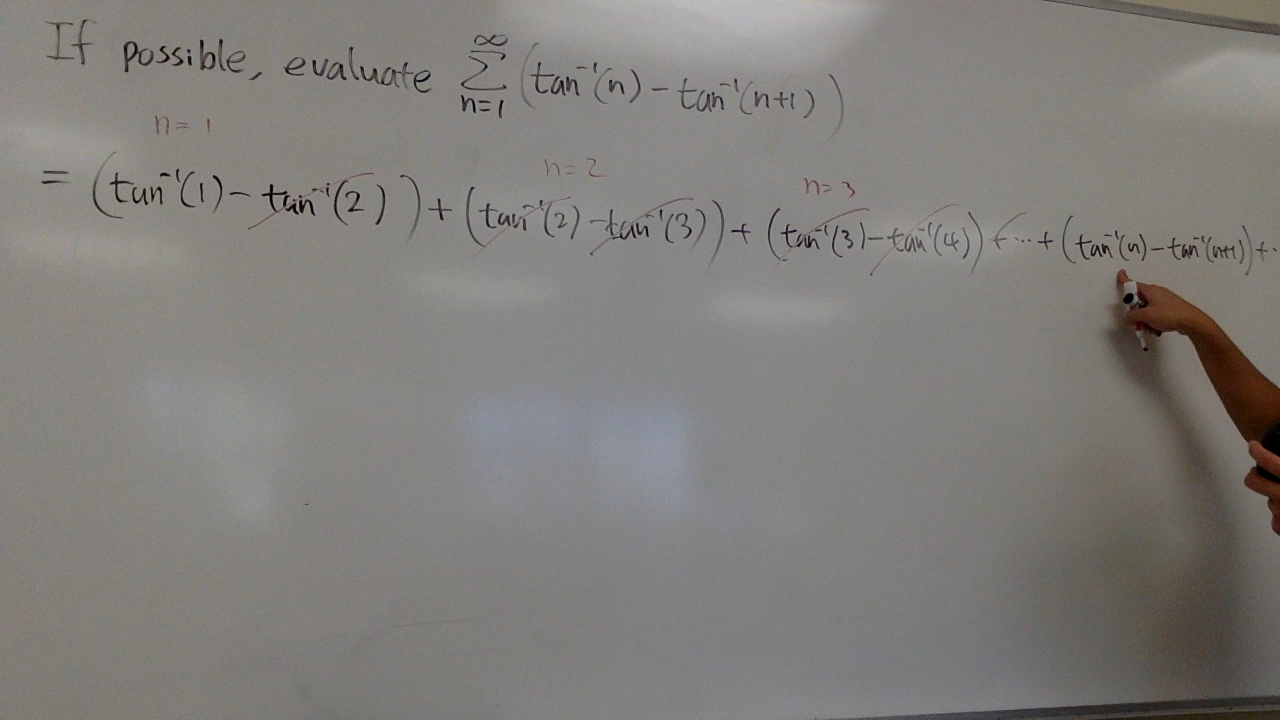 If possible, evaluate ∑_{n=1}^{∞} (tan⁻¹(n) - tan⁻¹(n+1))
n=1 n=2 n=3
= (tan⁻¹(1) - tan⁻¹(2)) + (tan⁻¹(2) - tan⁻¹(3)) + (tan⁻¹(3) - tan⁻¹(4)) + ... + (tan⁻¹(n) - tan⁻¹(n+1)) + ..